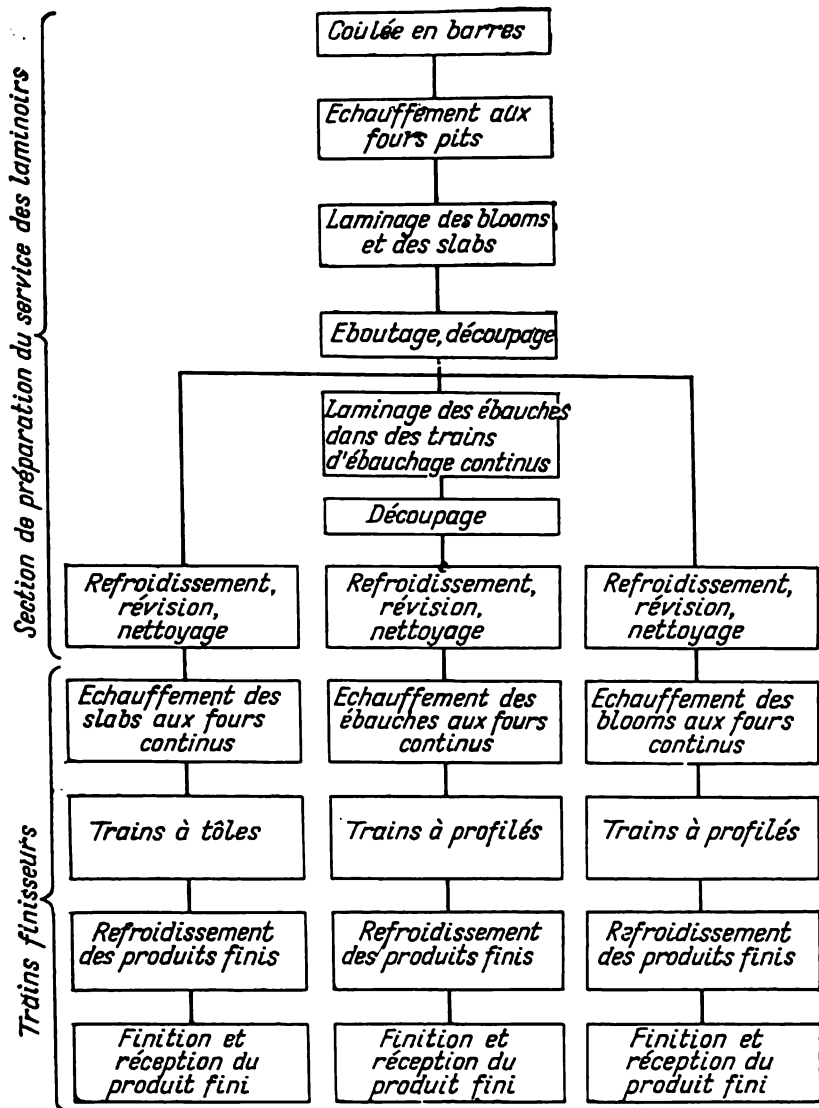 Coulée en barres
Echauffement aux
fours pits
Laminage des blooms
et des slabs
Eboutage, découpage
Laminage des ébauches
dans des trains
d'ébauchage continus
Découpage
Section de préparation du service des laminoirs
Refroidissement,
révision,
nettoyage
Refroidissement,
révision,
nettoyage
Refroidissement,
révision,
nettoyage
Trains finisseurs
Echauffement des
slabs aux fours
continus
Echauffement des
ébauches aux fours
continus
Echauffement des
blooms aux fours
continus
Trains à tôles
Trains à profilés
Trains à profilés
Refroidissement
des produits finis
Refroidissement
des produits finis
Refroidissement
des produits finis
Finition et
réception du
produit fini
Finition et
réception du
produit fini
Finition et
réception du
produit fini